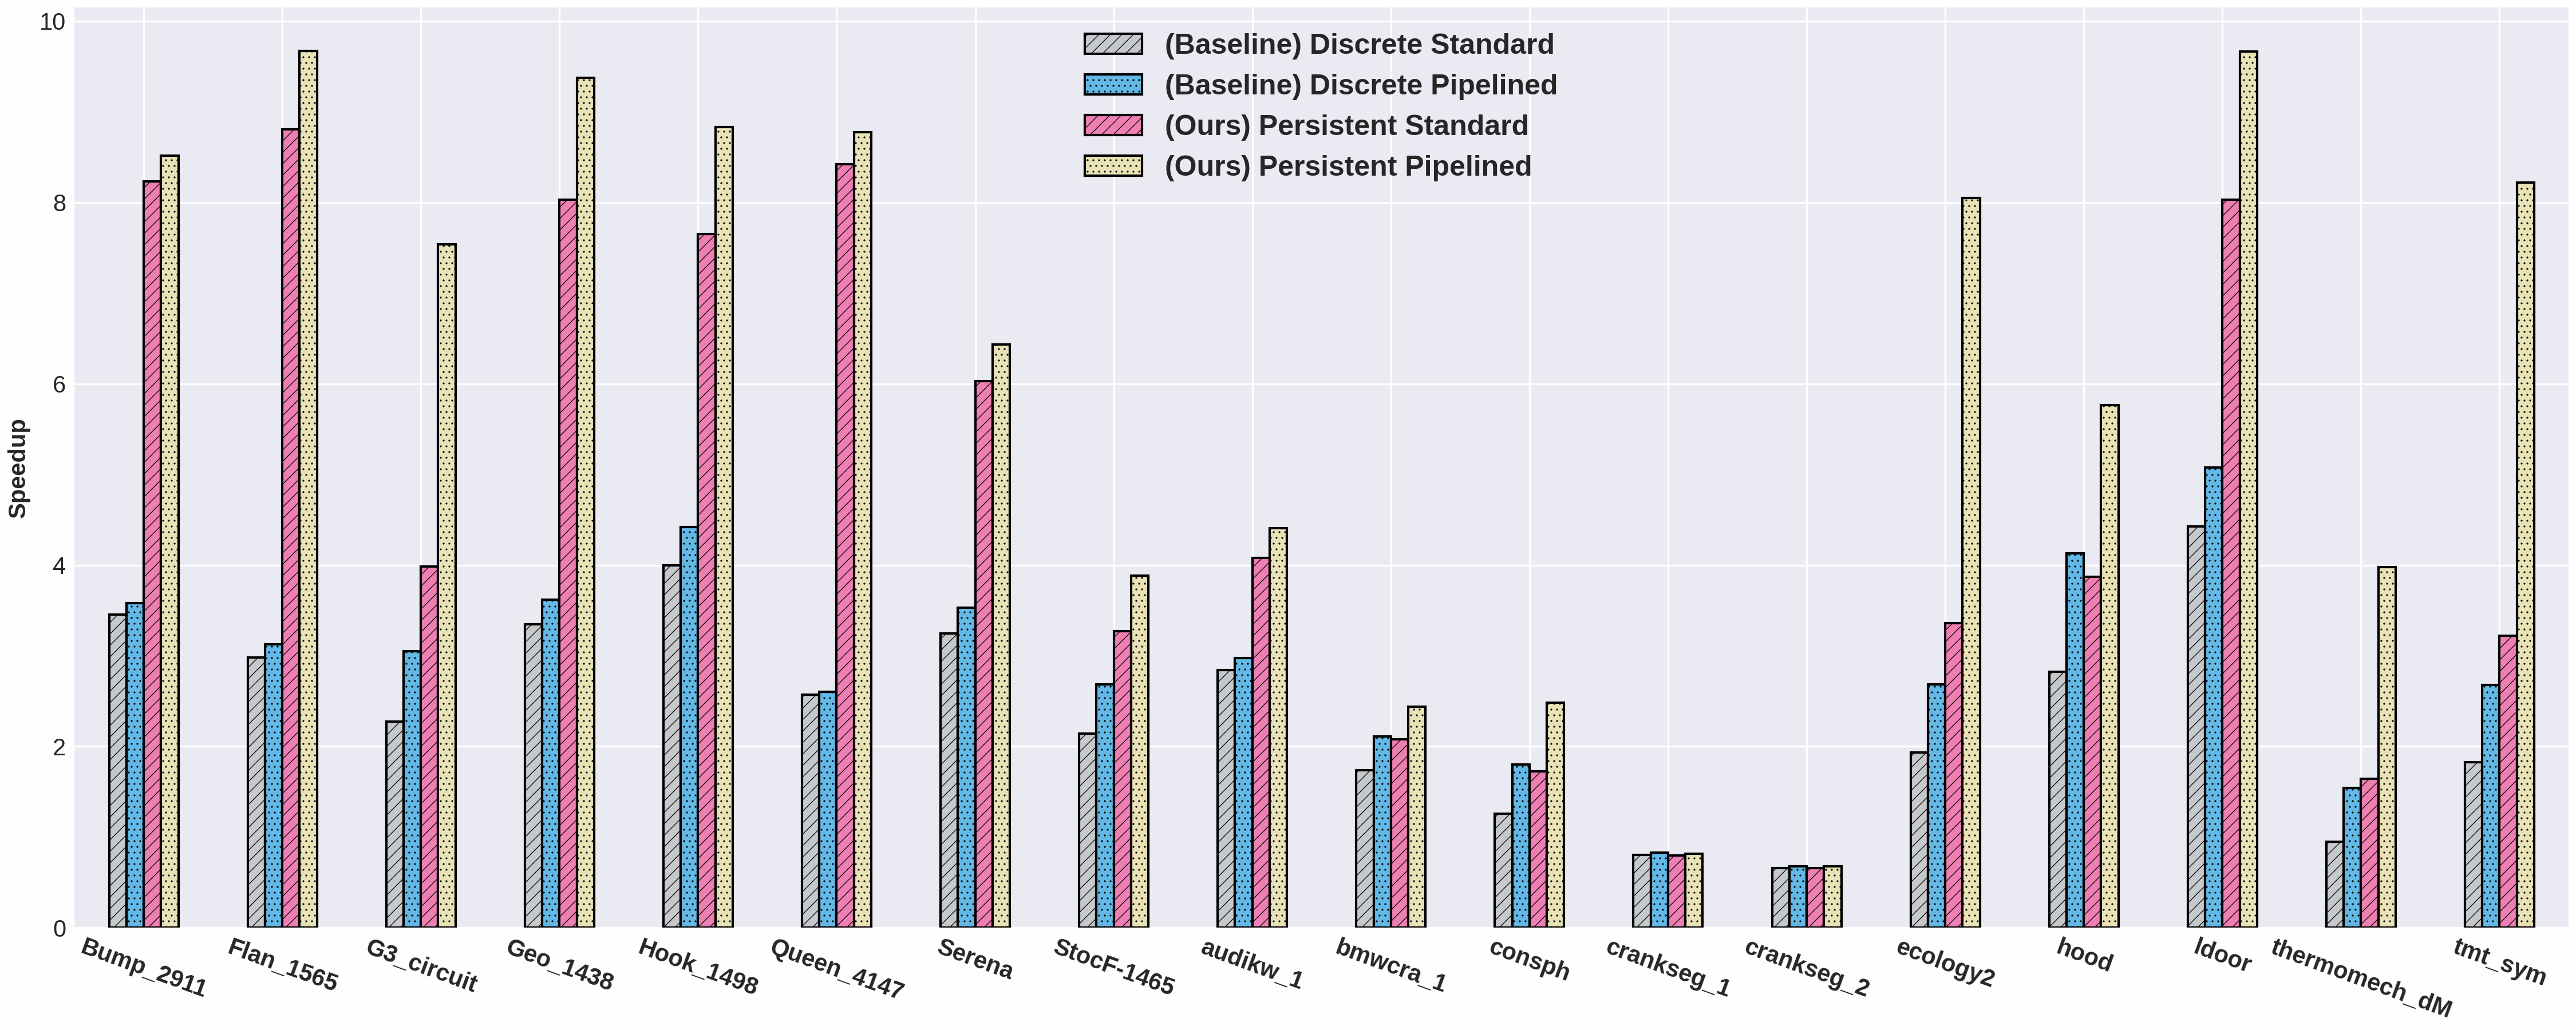 10
8
6
4
2
0
Speedup
(Baseline) Discrete Standard
(Baseline) Discrete Pipelined
(Ours) Persistent Standard
(Ours) Persistent Pipelined
Bump_2911
Flan_1565
G3_circuit
Geo_1438
Hook_1498
Queen_4147
Serena
StocF-1465
audikw_1
bmwcra_1
consph
crankseg_1
crankseg_2
ecology2
hood
ldoor
thermomech_dM
tmt_sym